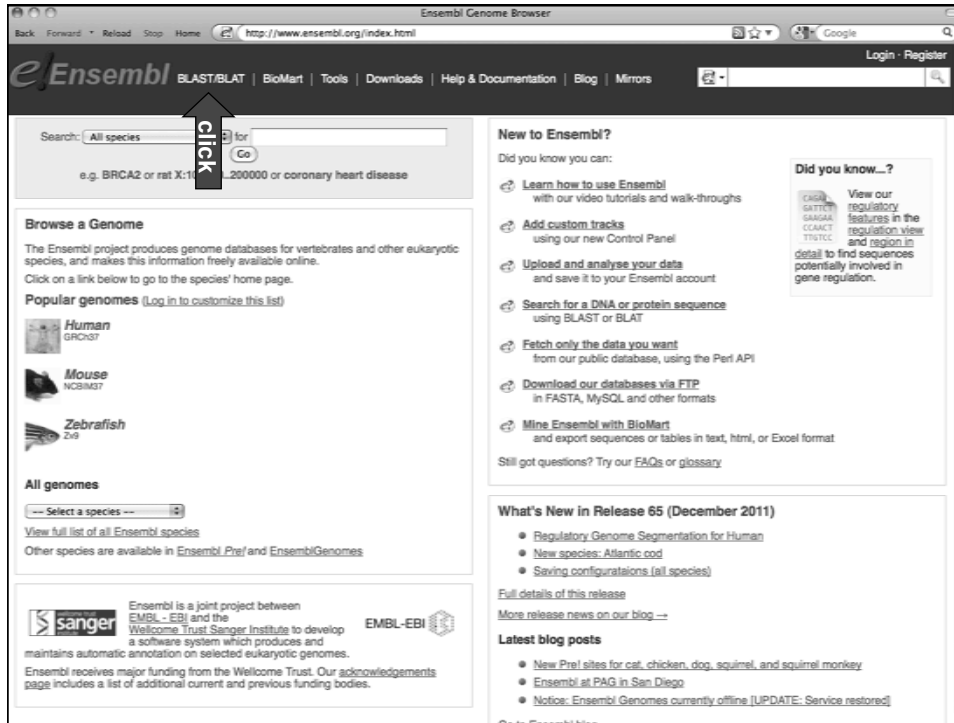 Ensembl Genome Browser
Back Forward Reload Stop Home http://www.ensembl.org/index.html Google
Login · Register
e!Ensembl BLAST/BLAT | BioMart | Tools | Downloads | Help & Documentation | Blog | Mirrors
click
Search: All species for
Go
e.g. BRCA2 or rat X:10 ..200000 or coronary heart disease
Browse a Genome
The Ensembl project produces genome databases for vertebrates and other eukaryotic
species, and makes this information freely available online.
Click on a link below to go to the species' home page.
Popular genomes (Log in to customize this list)
Human
GRCh37
Mouse
NCBIM37
Zebrafish
Zv9
All genomes
-- Select a species --
View full list of all Ensembl species
Other species are available in Ensembl Pre! and EnsemblGenomes
wellcome trust
sanger
institute
Ensembl is a joint project between
EMBL - EBI and the
Wellcome Trust Sanger Institute to develop
a software system which produces and
maintains automatic annotation on selected eukaryotic genomes.
EMBL-EBI
Ensembl receives major funding from the Wellcome Trust. Our acknowledgements
page includes a list of additional current and previous funding bodies.
New to Ensembl?
Did you know you can:
Learn how to use Ensembl
with our video tutorials and walk-throughs
Add custom tracks
using our new Control Panel
Upload and analyse your data
and save it to your Ensembl account
Search for a DNA or protein sequence
using BLAST or BLAT
Fetch only the data you want
from our public database, using the Perl API
Download our databases via FTP
in FASTA, MySQL and other formats
Mine Ensembl with BioMart
and export sequences or tables in text, html, or Excel format
Still got questions? Try our FAQs or glossary
Did you know...?
CAGAA
GATTCT
GAAGAA
CCAACT
TTGTCC
View our
regulatory
features in the
regulation view
and region in
detail to find sequences
potentially involved in
gene regulation.
What's New in Release 65 (December 2011)
Regulatory Genome Segmentation for Human
New species: Atlantic cod
Saving configurataions (all species)
Full details of this release
More release news on our blog →
Latest blog posts
New Pre! sites for cat, chicken, dog, squirrel, and squirrel monkey
Ensembl at PAG in San Diego
Notice: Ensembl Genomes currently offline [UPDATE: Service restored]
Go to Ensembl blog